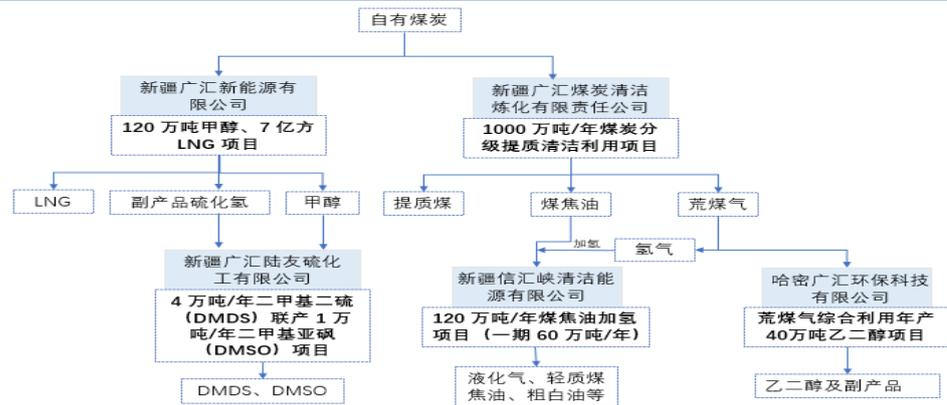 自有煤炭
新疆广汇新能源有
限公司
120 万吨甲醇、7 亿方
LNG 项目
新疆广汇煤炭清洁
炼化有限责任公司
1000 万吨/年煤炭分
级提质清洁利用项目
LNG
副产品硫化氢
甲醇
提质煤
煤焦油
荒煤气
加氢
氢气
新疆广汇陆友硫化
工有限公司
4 万吨/年二甲基二硫
（DMDS）联产 1 万
吨/年二甲基亚砜
（DMSO）项目
新疆信汇峡清洁能
源有限公司
120 万吨/年煤焦油加氢
项目（一期 60 万吨/年）
哈密广汇环保科技
有限公司
荒煤气综合利用年产
40万吨乙二醇项目
DMDS、DMSO
液化气、轻质煤
焦油、粗白油等
乙二醇及副产品